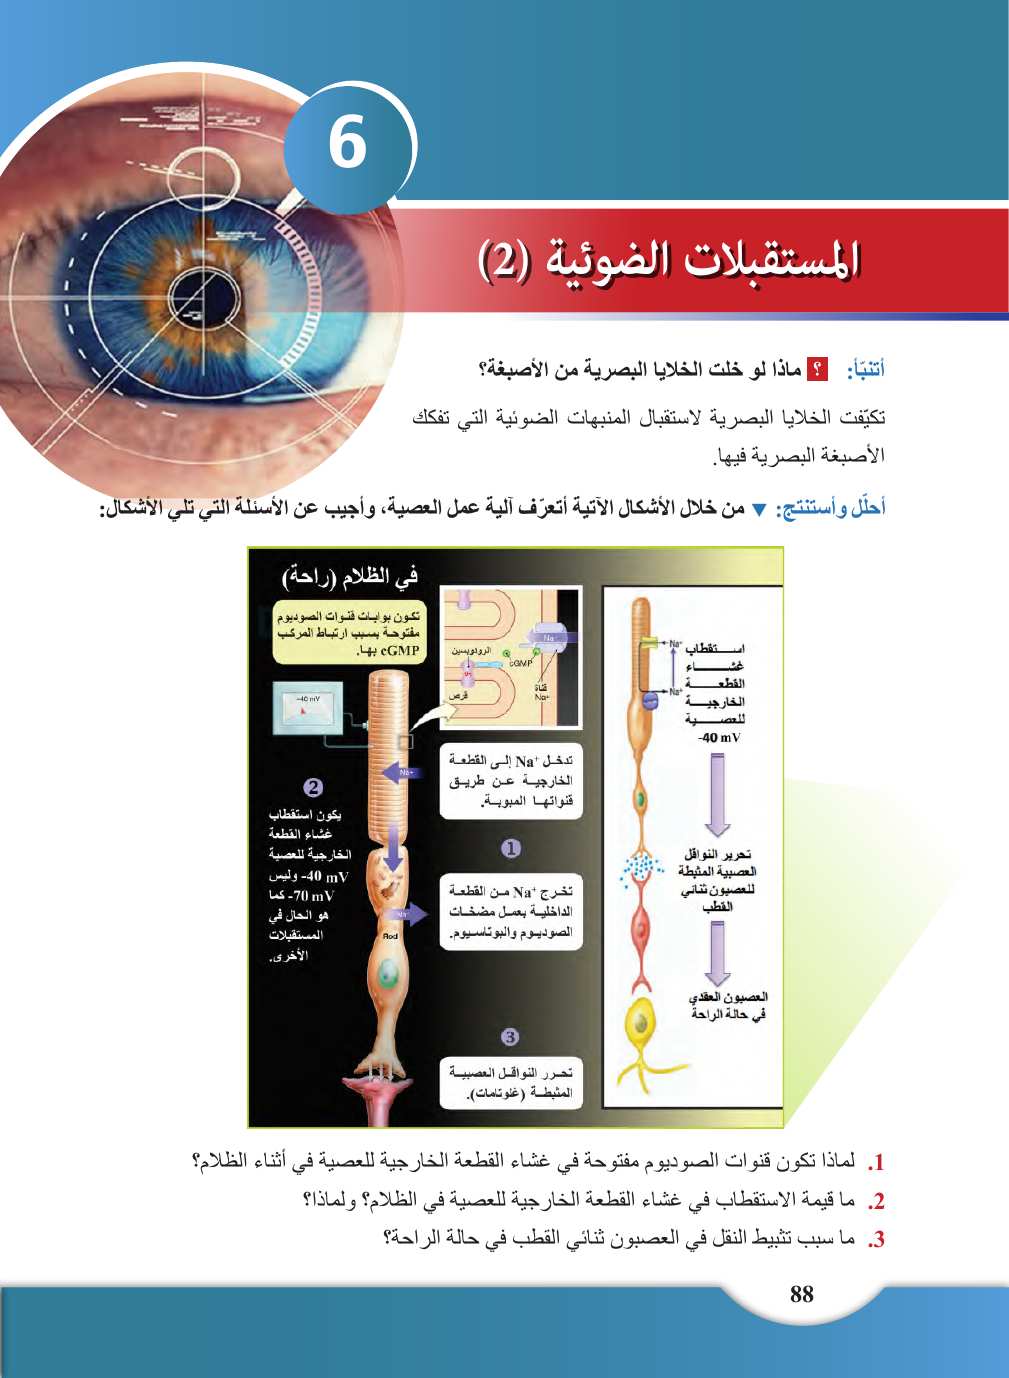 6
المستقبلات الضوئية (2)
أتنبّأ: ؟ ماذا لو خلت الخلايا البصرية من الأصبغة؟
تكيّفت الخلايا البصرية لاستقبال المنبهات الضوئية التي تفكك
الأصبغة البصرية فيها.
أحلّل وأستنتج: ▼ من خلال الأشكال الآتية أتعرّف آلية عمل العصية، وأجيب عن الأسئلة التي تلي الأشكال:
في الظلام (راحة)
تكون بوابات قنوات الصوديوم
مفتوحة بسبب ارتباط المركب
cGMP بها.
-40 mV
الرودوبسين
cGMP
Na+
قرص
قناة
Na+
Na+
تدخل Na+ إلى القطعة
الخارجية عن طريق
قنواتها المبوبة.
1
تخرج Na+ من القطعة
الداخلية بعمل مضخات
الصوديوم والبوتاسيوم.
Na+
Rod
2
يكون استقطاب
غشاء القطعة
الخارجية للعصية
-40 mV وليس
-70 mV كما
هو الحال في
المستقبلات
الأخرى.
3
تحرر النواقل العصبية
المثبطة (غلوتامات).
Na+
Na+
استقطاب
غشاء
القطعة
الخارجية
للعصية
-40 mV
تحرير النواقل
العصبية المثبطة
للعصبون ثنائي
القطب
العصبون العقدي
في حالة الراحة
1. لماذا تكون قنوات الصوديوم مفتوحة في غشاء القطعة الخارجية للعصية في أثناء الظلام؟
2. ما قيمة الاستقطاب في غشاء القطعة الخارجية للعصية في الظلام؟ ولماذا؟
3. ما سبب تثبيط النقل في العصبون ثنائي القطب في حالة الراحة؟
88